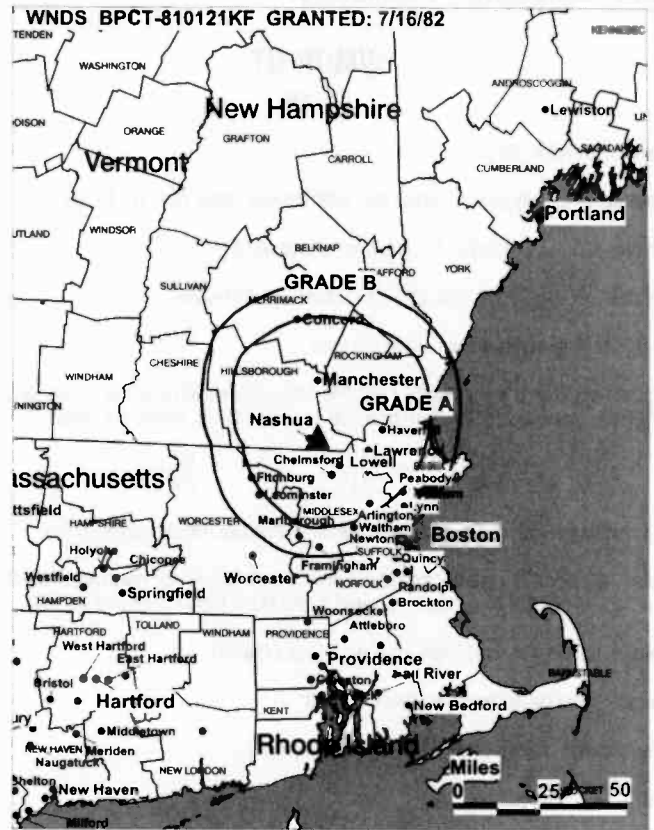 WNDS BPCT-810121KF GRANTED: 7/16/82
KENNEBEC
WASHINGTON
ANDROSCOGGIN
Lewiston
New Hampshire
ORANGE
GRAFTON
Vermont
CARROLL
CUMBERLAND
Portland
WINDSOR
BELKNAP
YORK
SULLIVAN
GRADE B
MERRIMACK
Concord
ROCKINGHAM
CHESHIRE
HILLSBOROUGH
WINDHAM
Manchester
GRADE A
Nashua
Lawrence
Chelmsford
Lowell
Fitchburg
Peabody
Leominster
MIDDLESEX
Lynn
WORCESTER
Marlborough
Arlington
Waltham
Newton
Boston
HAMPSHIRE
SUFFOLK
Holyoke
Chicopee
Framingham
Quincy
Westfield
Worcester
NORFOLK
Randolph
HAMPDEN
Springfield
Brockton
Woonsocket
HARTFORD
TOLLAND
WINDHAM
PROVIDENCE
Attleboro
West Hartford
East Hartford
Providence
Bristol
River
Hartford
KENT
New Bedford
Middletown
Rhode Island
NEW HAVEN
Meriden
Naugatuck
NEW LONDON
Miles
New Haven
0 25 50
Milford